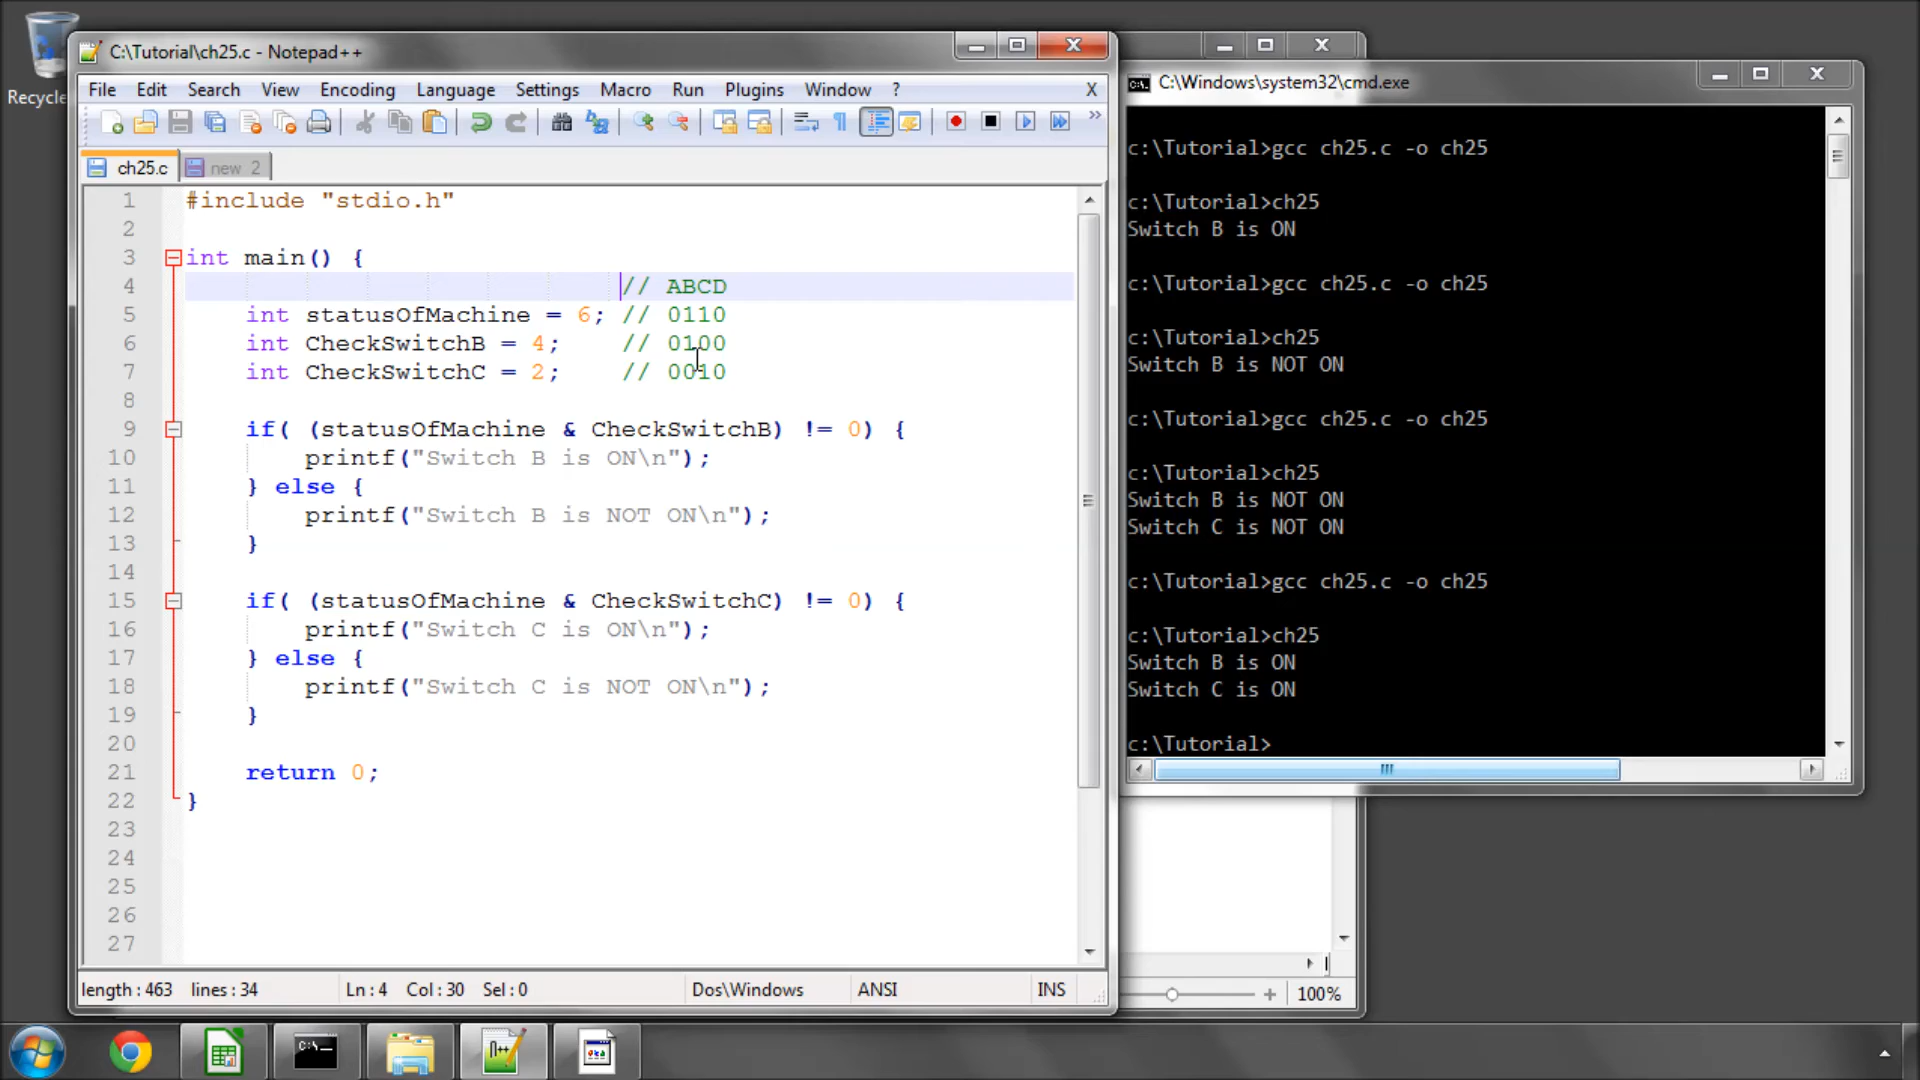 Recycle
C:\Tutorial\ch25.c - Notepad++
File Edit Search View Encoding Language Settings Macro Run Plugins Window ? X
ch25.c new 2
1 #include "stdio.h"
2
3 int main() {
4 // ABCD
5 int statusOfMachine = 6; // 0110
6 int CheckSwitchB = 4; // 0100
7 int CheckSwitchC = 2; // 0010
8
9 if( (statusOfMachine & CheckSwitchB) != 0) {
10 printf("Switch B is ON\n");
11 } else {
12 printf("Switch B is NOT ON\n");
13 }
14
15 if( (statusOfMachine & CheckSwitchC) != 0) {
16 printf("Switch C is ON\n");
17 } else {
18 printf("Switch C is NOT ON\n");
19 }
20
21 return 0;
22 }
23
24
25
26
27
length : 463 lines : 34 Ln : 4 Col : 30 Sel : 0 Dos\Windows ANSI INS
C:\Windows\system32\cmd.exe
c:\Tutorial>gcc ch25.c -o ch25
c:\Tutorial>ch25
Switch B is ON
c:\Tutorial>gcc ch25.c -o ch25
c:\Tutorial>ch25
Switch B is NOT ON
c:\Tutorial>gcc ch25.c -o ch25
c:\Tutorial>ch25
Switch B is NOT ON
Switch C is NOT ON
c:\Tutorial>gcc ch25.c -o ch25
c:\Tutorial>ch25
Switch B is ON
Switch C is ON
c:\Tutorial>
100%